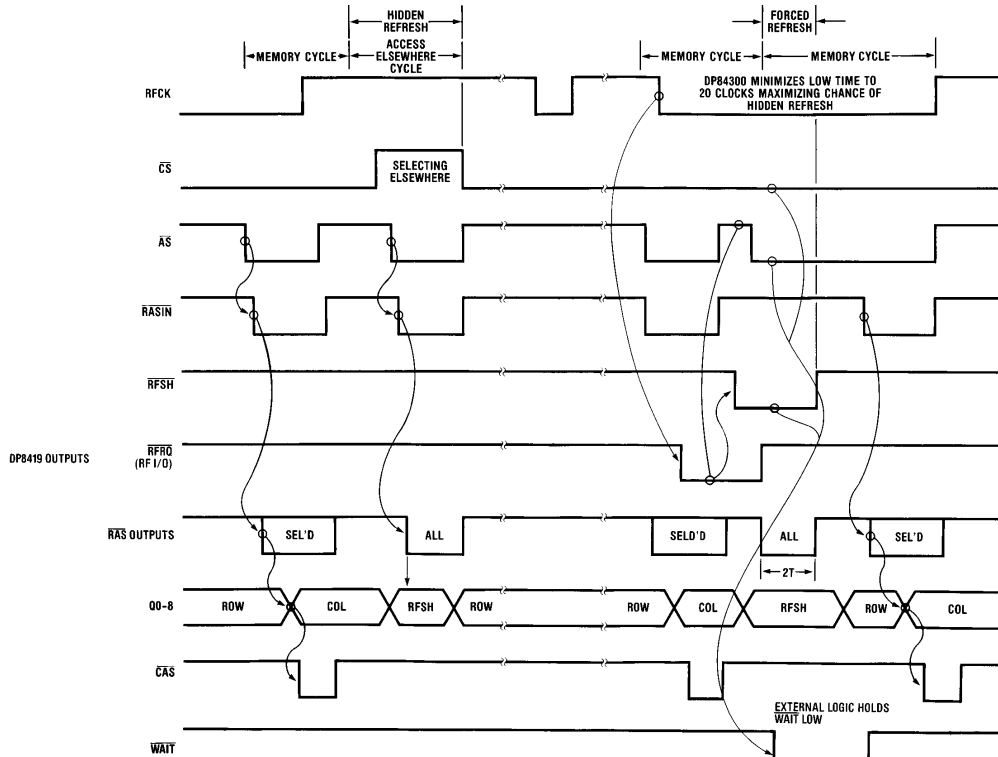 HIDDEN
REFRESH
FORCED
REFRESH
MEMORY CYCLE
ACCESS
ELSEWHERE
CYCLE
MEMORY CYCLE
MEMORY CYCLE
RFCK
DP84300 MINIMIZES LOW TIME TO
20 CLOCKS MAXIMIZING CHANCE OF
HIDDEN REFRESH
CS
SELECTING
ELSEWHERE
AS
RASIN
RFSH
DP8419 OUTPUTS
RFRQ
(RF I/O)
RAS OUTPUTS
SEL'D
ALL
SELD'D
ALL
SEL'D
2T
Q0-8
ROW
COL
RFSH
ROW
ROW
COL
RFSH
ROW
COL
CAS
EXTERNAL LOGIC HOLDS
WAIT LOW
WAIT